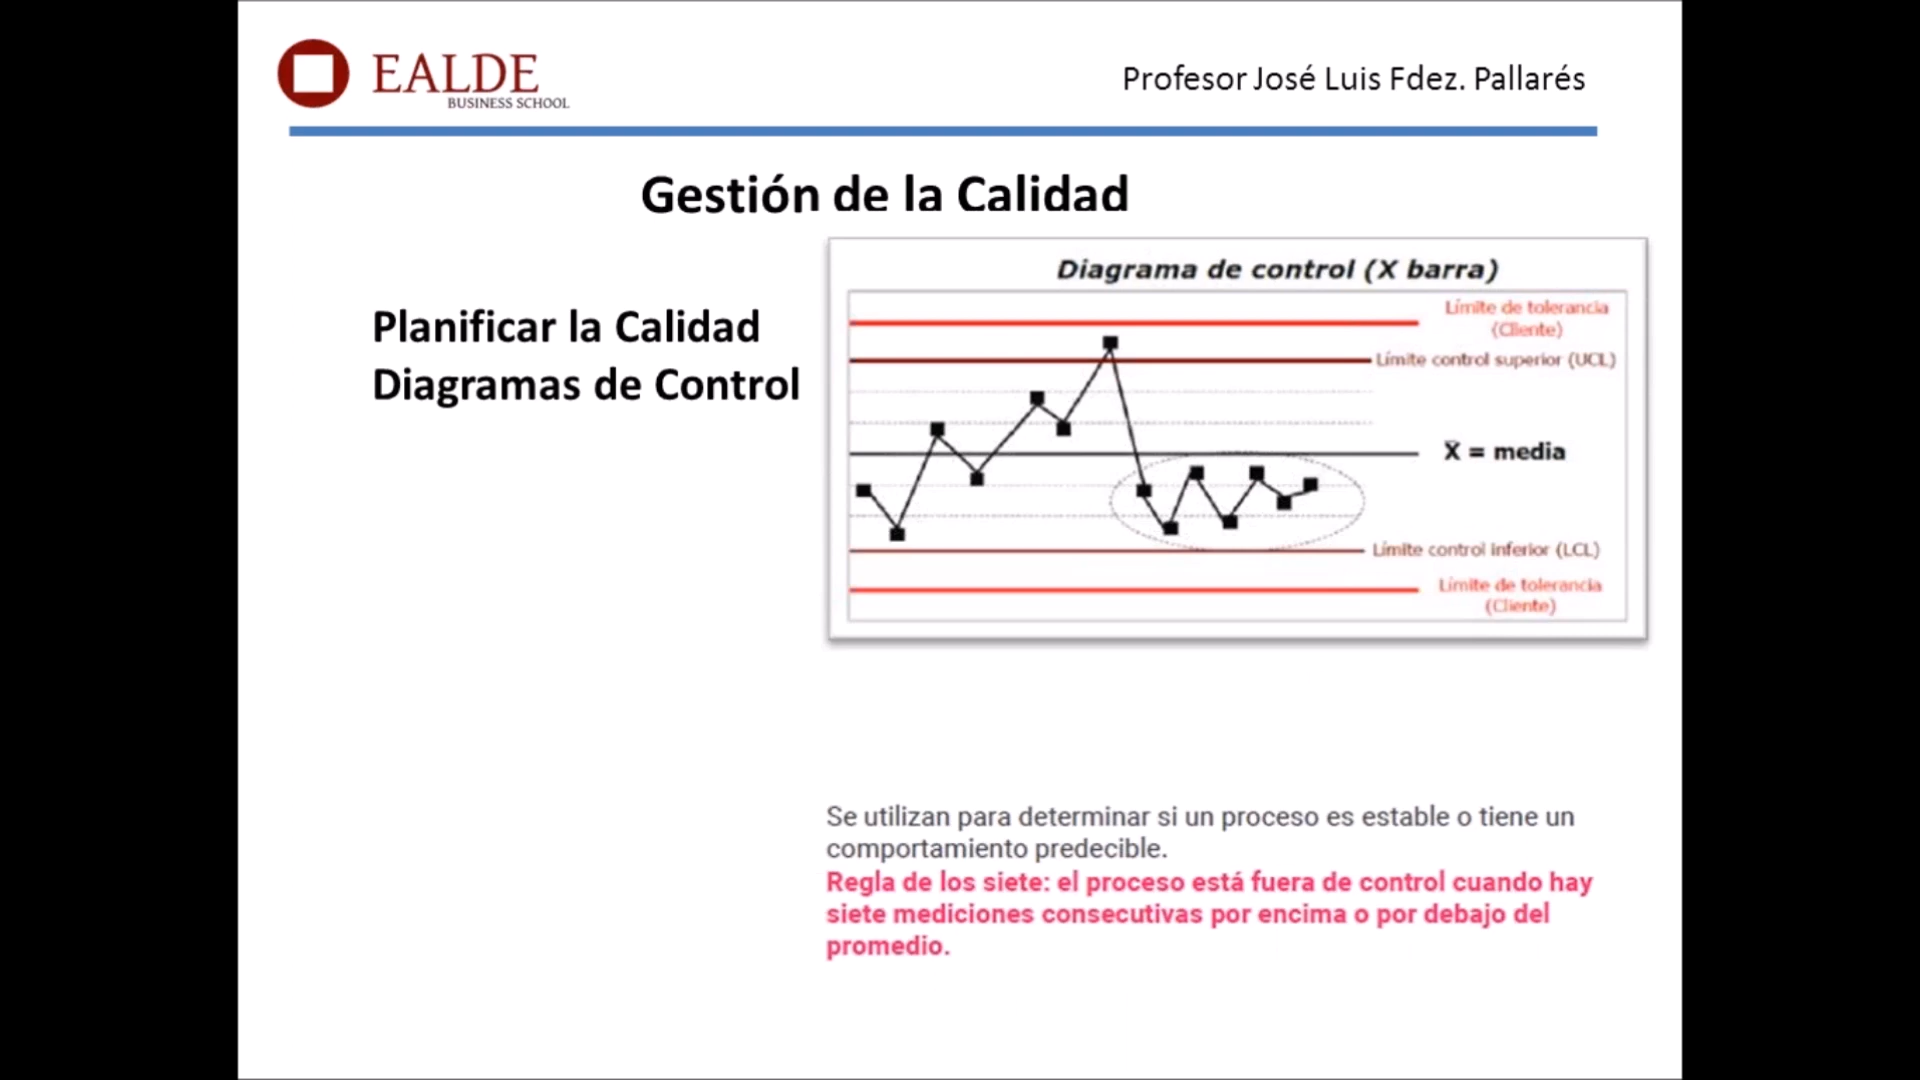 EALDE
BUSINESS SCHOOL
Profesor José Luis Fdez. Pallarés
Gestión de la Calidad
Planificar la Calidad
Diagramas de Control
Diagrama de control (X barra)
Límite de tolerancia
(Cliente)
Límite control superior (UCL)
X̅ = media
Límite control inferior (LCL)
Límite de tolerancia
(Cliente)
Se utilizan para determinar si un proceso es estable o tiene un
comportamiento predecible.
Regla de los siete: el proceso está fuera de control cuando hay
siete mediciones consecutivas por encima o por debajo del
promedio.